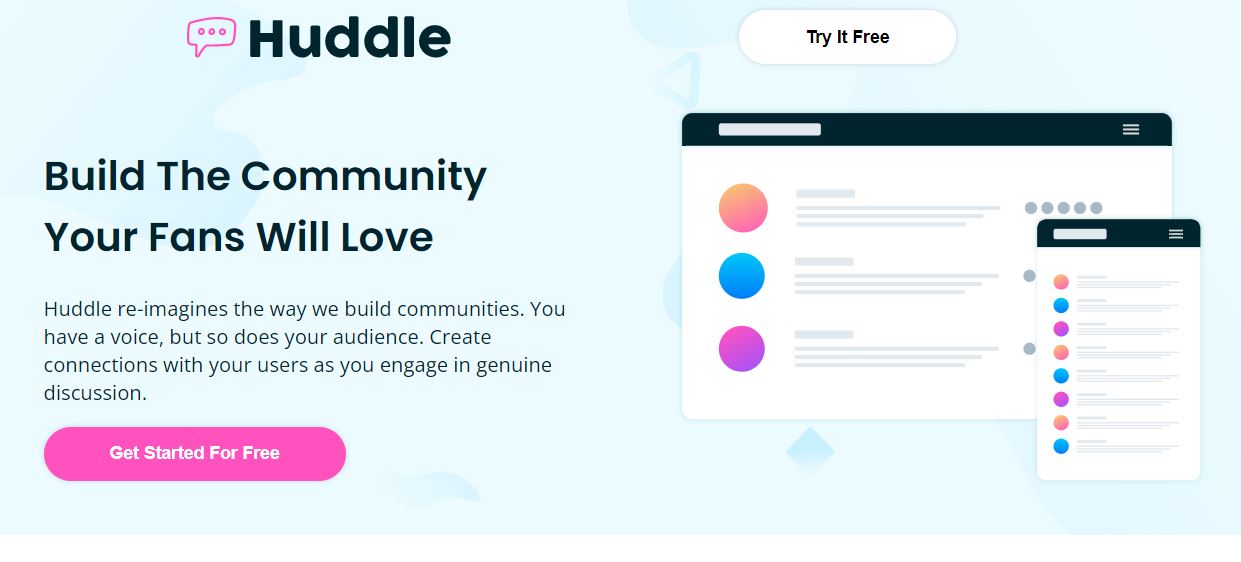 Huddle
Try It Free
Build The Community
Your Fans Will Love
Huddle re-imagines the way we build communities. You
have a voice, but so does your audience. Create
connections with your users as you engage in genuine
discussion.
Get Started For Free